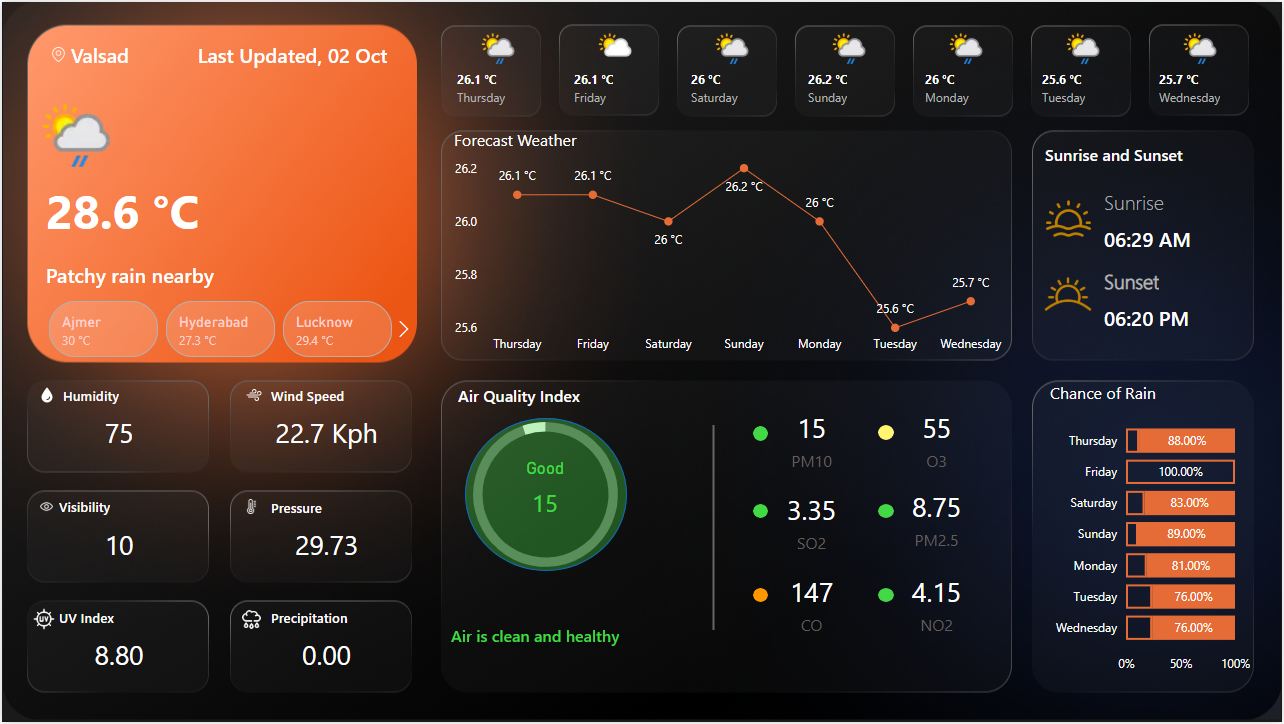 Valsad
Last Updated, 02 Oct
28.6 °C
Patchy rain nearby
Ajmer
30 °C
Hyderabad
27.3 °C
Lucknow
29.4 °C
26.1 °C
Thursday
26.1 °C
Friday
26 °C
Saturday
26.2 °C
Sunday
26 °C
Monday
25.6 °C
Tuesday
25.7 °C
Wednesday
Forecast Weather
26.2
26.0
25.8
25.6
26.1 °C
26.1 °C
26 °C
26.2 °C
26 °C
25.6 °C
25.7 °C
Thursday
Friday
Saturday
Sunday
Monday
Tuesday
Wednesday
Sunrise and Sunset
Sunrise
06:29 AM
Sunset
06:20 PM
Humidity
75
Wind Speed
22.7 Kph
Visibility
10
Pressure
29.73
UV
UV Index
8.80
Precipitation
0.00
Air Quality Index
Good
15
Air is clean and healthy
15
PM10
55
O3
3.35
SO2
8.75
PM2.5
147
CO
4.15
NO2
Chance of Rain
Thursday 88.00%
Friday 100.00%
Saturday 83.00%
Sunday 89.00%
Monday 81.00%
Tuesday 76.00%
Wednesday 76.00%
0% 50% 100%